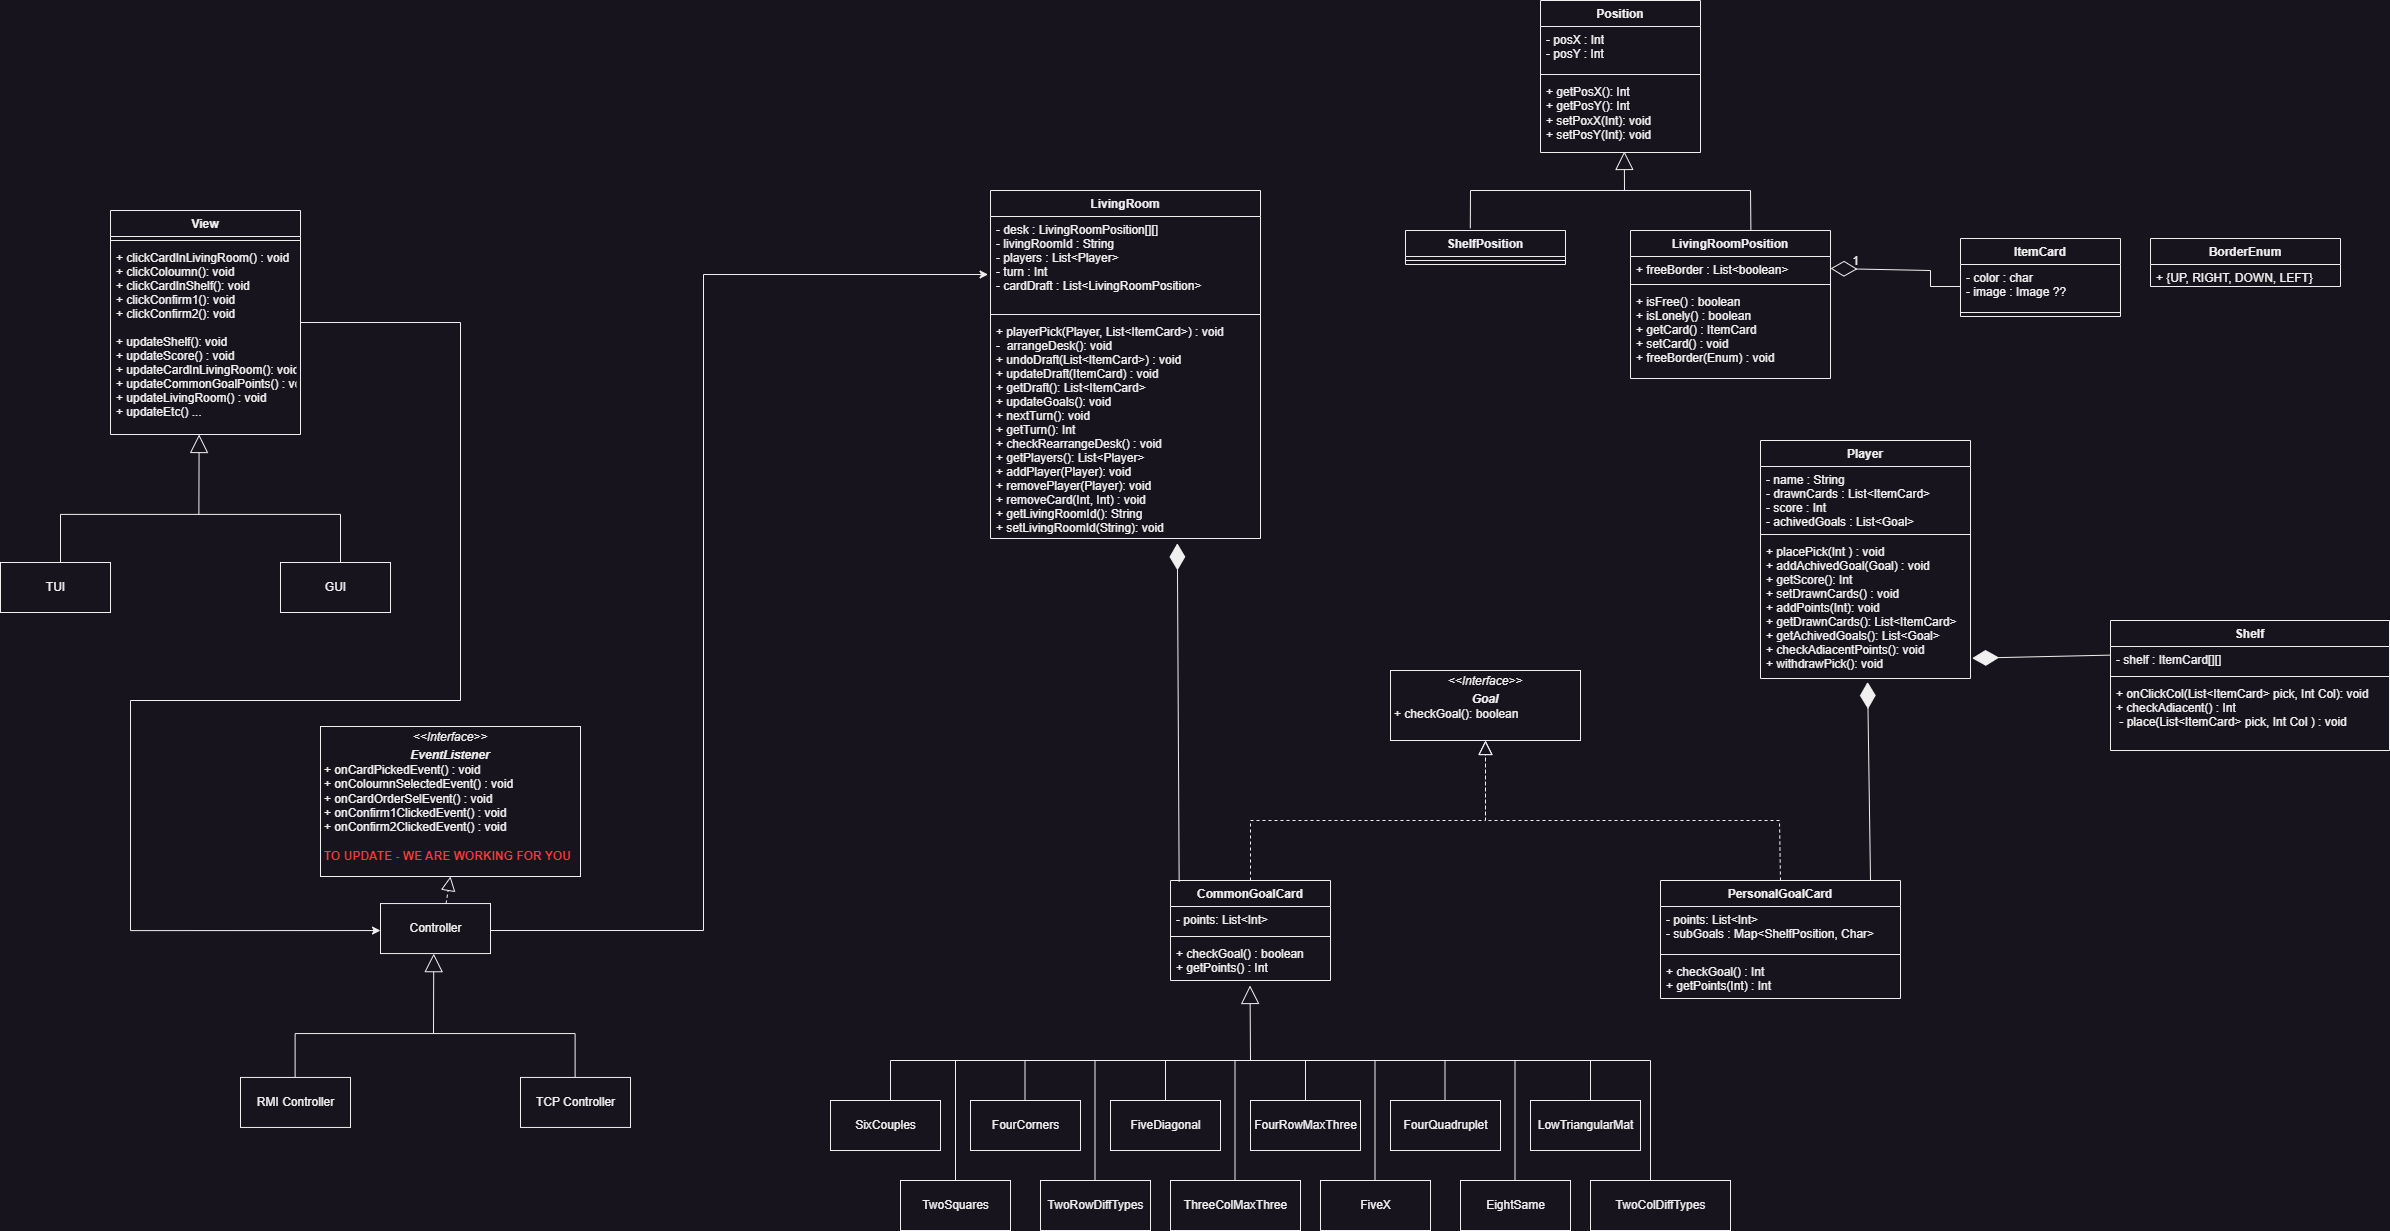 Position
- posX : Int
- posY : Int
+ getPosX(): Int
+ getPosY(): Int
+ setPoxX(Int): void
+ setPosY(Int): void
View
+ clickCardInLivingRoom() : void
+ clickColoumn(): void
+ clickCardInShelf(): void
+ clickConfirm1(): void
+ clickConfirm2(): void
+ updateShelf(): void
+ updateScore() : void
+ updateCardInLivingRoom(): void
+ updateCommonGoalPoints() : v
+ updateLivingRoom() : void
+ updateEtc() ...
TUI
GUI
LivingRoom
- desk : LivingRoomPosition[][]
- livingRoomId : String
- players : List<Player>
- turn : Int
- cardDraft : List<LivingRoomPosition>
+ playerPick(Player, List<ItemCard>) : void
- arrangeDesk(): void
+ undoDraft(List<ItemCard>) : void
+ updateDraft(ItemCard) : void
+ getDraft(): List<ItemCard>
+ updateGoals(): void
+ nextTurn(): void
+ getTurn(): Int
+ checkRearrangeDesk() : void
+ getPlayers(): List<Player>
+ addPlayer(Player): void
+ removePlayer(Player): void
+ removeCard(Int, Int) : void
+ getLivingRoomId(): String
+ setLivingRoomId(String): void
ShelfPosition
LivingRoomPosition
+ freeBorder : List<boolean>
+ isFree() : boolean
+ isLonely() : boolean
+ getCard() : ItemCard
+ setCard() : void
+ freeBorder(Enum) : void
1
ItemCard
- color : char
- image : Image ??
BorderEnum
+ {UP, RIGHT, DOWN, LEFT}
Player
- name : String
- drawnCards : List<ItemCard>
- score : Int
- achivedGoals : List<Goal>
+ placePick(Int ) : void
+ addAchivedGoal(Goal) : void
+ getScore(): Int
+ setDrawnCards() : void
+ addPoints(Int): void
+ getDrawnCards(): List<ItemCard>
+ getAchivedGoals(): List<Goal>
+ checkAdiacentPoints(): void
+ withdrawPick(): void
Shelf
- shelf : ItemCard[][]
+ onClickCol(List<ItemCard> pick, Int Col): void
+ checkAdiacent() : Int
- place(List<ItemCard> pick, Int Col ) : void
<<Interface>>
Goal
+ checkGoal(): boolean
<<Interface>>
EventListener
+ onCardPickedEvent() : void
+ onColoumnSelectedEvent() : void
+ onCardOrderSelEvent() : void
+ onConfirm1ClickedEvent() : void
+ onConfirm2ClickedEvent() : void
TO UPDATE - WE ARE WORKING FOR YOU
Controller
RMI Controller
TCP Controller
CommonGoalCard
- points: List<Int>
+ checkGoal() : boolean
+ getPoints() : Int
PersonalGoalCard
- points: List<Int>
- subGoals : Map<ShelfPosition, Char>
+ checkGoal() : Int
+ getPoints(Int) : Int
SixCouples
FourCorners
FiveDiagonal
FourRowMaxThree
FourQuadruplet
LowTriangularMat
TwoSquares
TwoRowDiffTypes
ThreeColMaxThree
FiveX
EightSame
TwoColDiffTypes